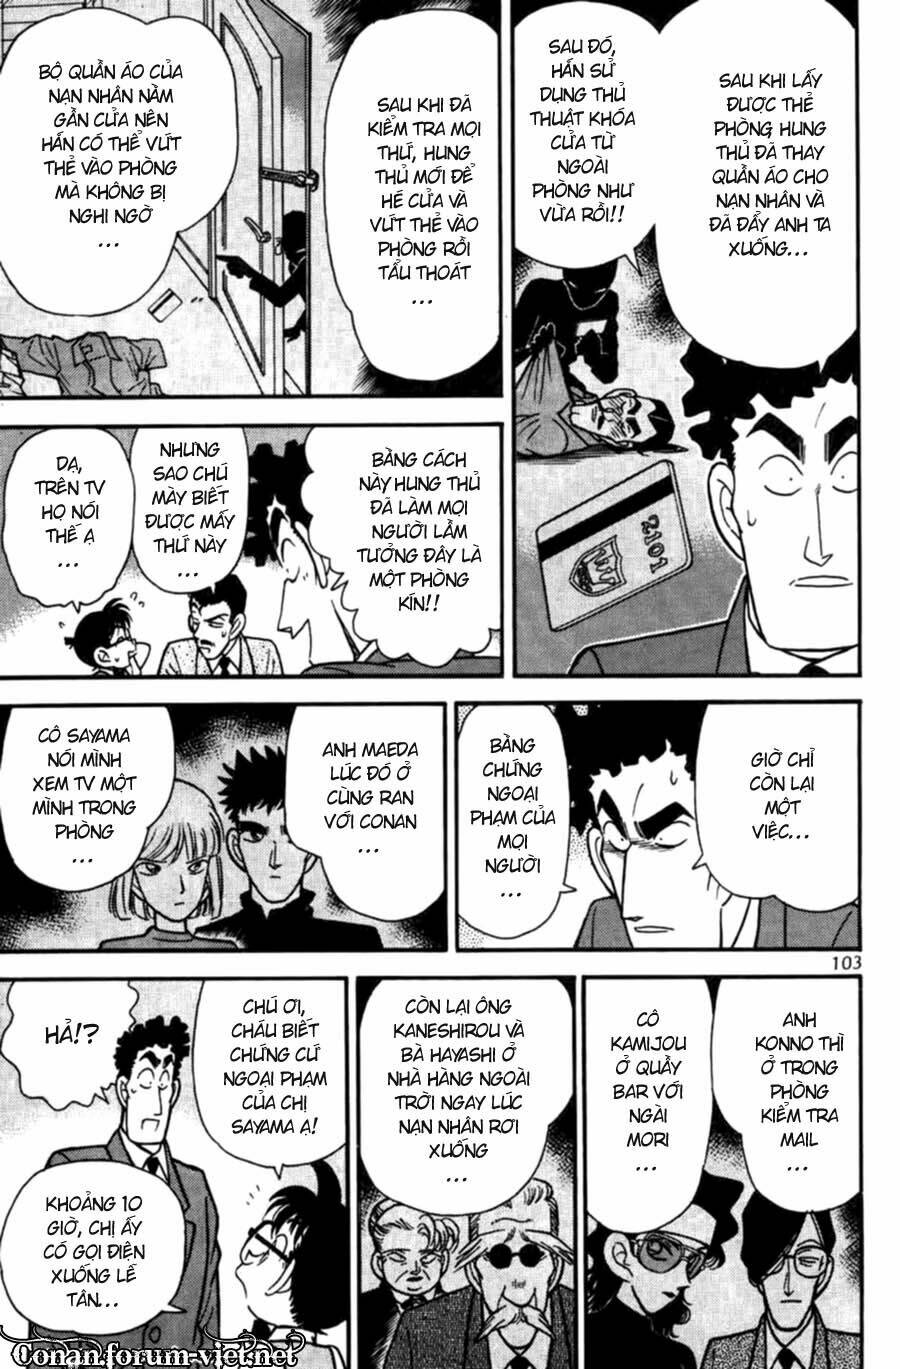 SAU KHI LẤY
ĐƯỢC THẺ
PHÒNG, HUNG
THỦ ĐÃ THAY
QUẦN ÁO CHO
NẠN NHÂN VÀ
ĐÃ ĐẨY ANH TA
XUỐNG...
SAU ĐÓ,
HẮN SỬ
DỤNG THỦ
THUẬT KHÓA
CỬA TỪ
NGOÀI
PHÒNG NHƯ
VỪA RỒI!!
2101
SAU KHI ĐÃ
KIỂM TRA MỌI
THỨ, HUNG
THỦ MỚI ĐỂ
HÉ CỬA VÀ
VỨT THẺ VÀO
PHÒNG RỒI
TẨU THOÁT
...
BỘ QUẦN ÁO CỦA
NẠN NHÂN NẰM
GẦN CỬA NÊN
HẮN CÓ THỂ VỨT
THẺ VÀO PHÒNG
MÀ KHÔNG BỊ
NGHI NGỜ
...
BẰNG CÁCH
NÀY HUNG THỦ
ĐÃ LÀM MỌI
NGƯỜI LẦM
TƯỞNG ĐÂY LÀ
MỘT PHÒNG
KÍN!!
NHƯNG
SAO CHÚ
MÀY BIẾT
ĐƯỢC MẤY
THỨ NÀY
...
DẠ,
TRÊN TV
HỌ NÓI
THẾ Ạ
...
GIỜ CHỈ
CÒN LẠI
MỘT
VIỆC...
BẰNG
CHỨNG
NGOẠI
PHẠM CỦA
MỌI
NGƯỜI
...
ANH MAEDA
LÚC ĐÓ Ở
CÙNG RAN
VỚI CONAN
...
CÔ SAYAMA
NÓI MÌNH
XEM TV MỘT
MÌNH TRONG
PHÒNG
...
103
ANH
KONNO THÌ
Ở TRONG
PHÒNG
KIỂM TRA
MAIL
...
CÔ
KAMIJOU
Ở QUẦY
BAR VỚI
NGÀI
MORI
...
CÒN LẠI ÔNG
KANESHIROU VÀ
BÀ HAYASHI Ở
NHÀ HÀNG NGOÀI
TRỜI NGAY LÚC
NẠN NHÂN RƠI
XUỐNG
...
CHÚ ƠI,
CHÁU BIẾT
CHỨNG CỨ
NGOẠI PHẠM
CỦA CHỊ
SAYAMA Ạ!
HẢ!?
KHOẢNG 10
GIỜ, CHỊ ẤY
CÓ GỌI ĐIỆN
XUỐNG LỄ
TÂN...
Conan.forum-viet.net